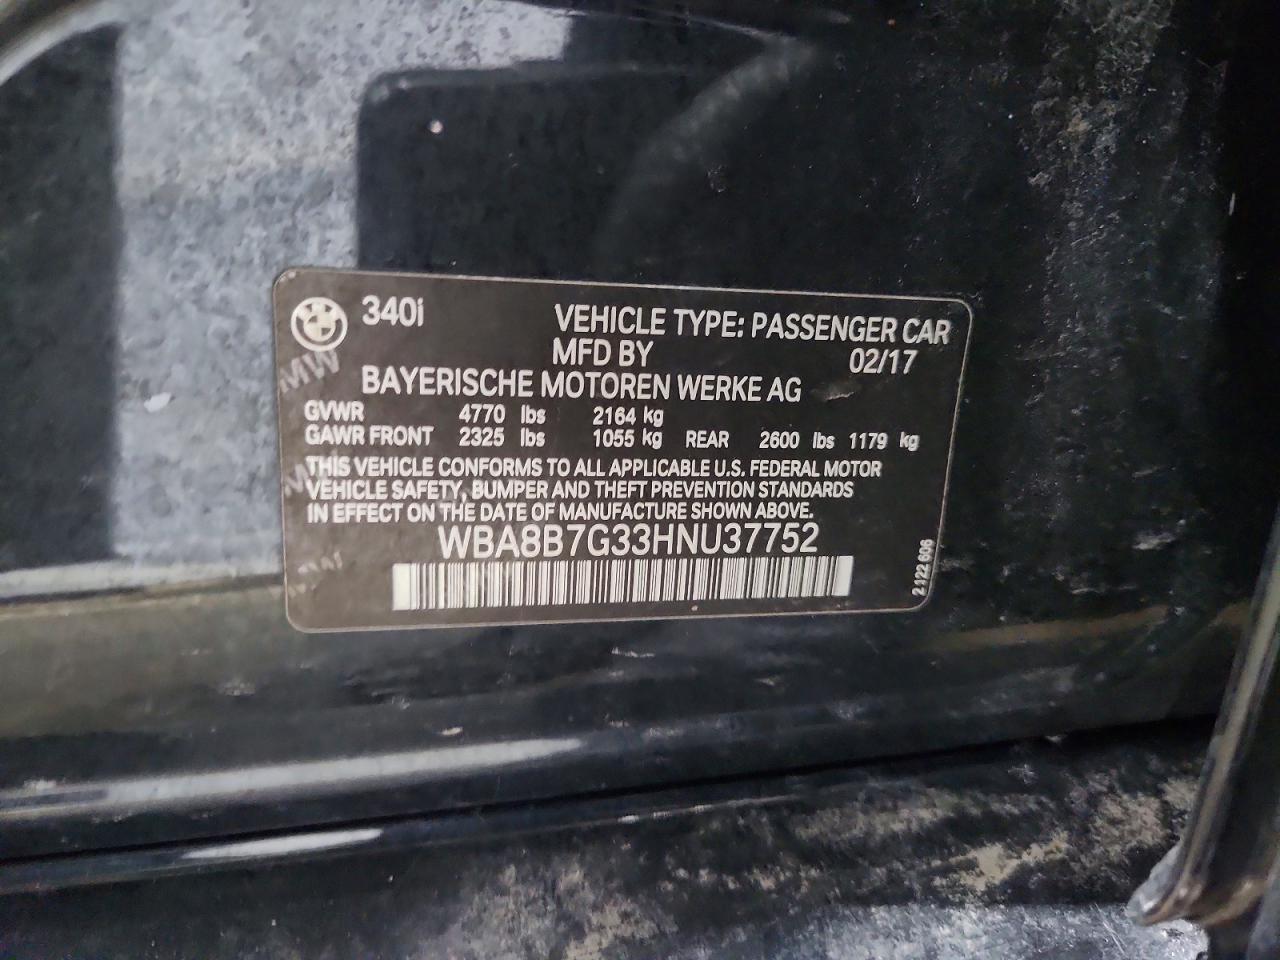 340i VEHICLE TYPE: PASSENGER CAR
MFD BY 02/17
BAYERISCHE MOTOREN WERKE AG
GVWR 4770 lbs 2164 kg
GAWR FRONT 2325 lbs 1055 kg REAR 2600 lbs 1179 kg
THIS VEHICLE CONFORMS TO ALL APPLICABLE U.S. FEDERAL MOTOR
VEHICLE SAFETY, BUMPER AND THEFT PREVENTION STANDARDS
IN EFFECT ON THE DATE OF MANUFACTURE SHOWN ABOVE.
WBA8B7G33HNU37752
2 122 606